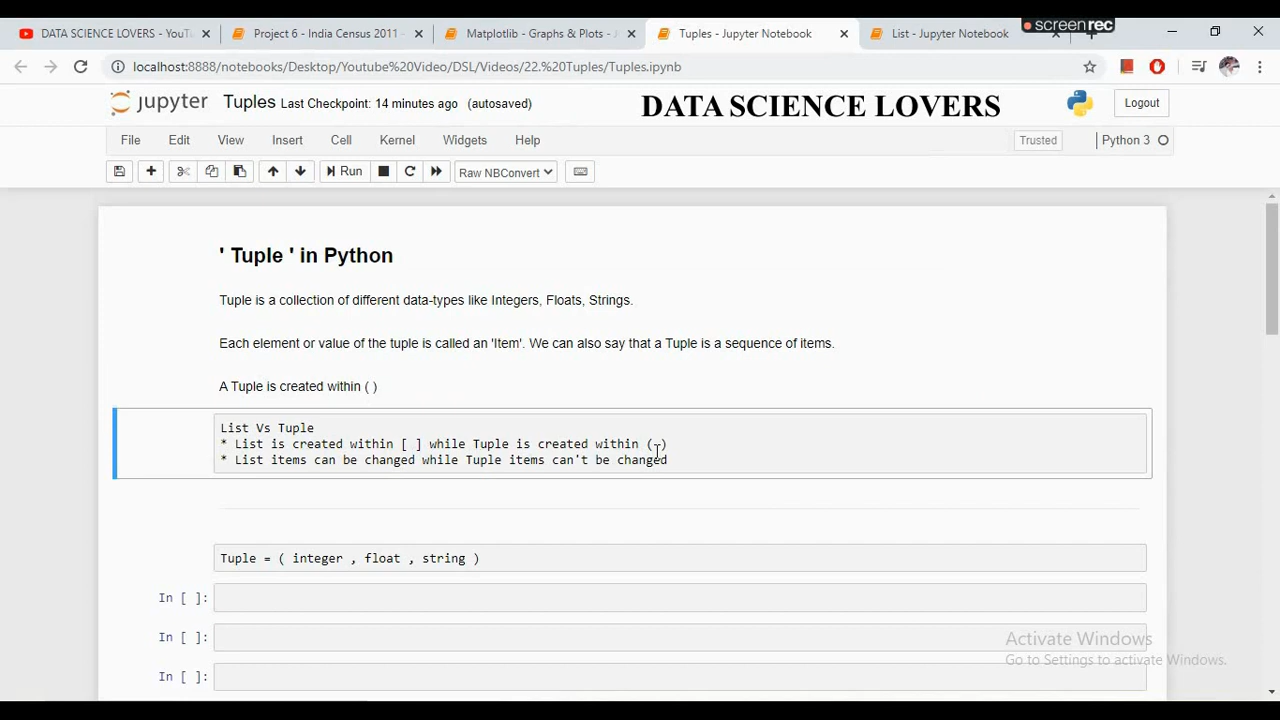 screenrec
DATA SCIENCE LOVERS - YouTu
Project 6 - India Census 2011 -
Matplotlib - Graphs & Plots - J
Tuples - Jupyter Notebook
List - Jupyter Notebook
localhost:8888/notebooks/Desktop/Youtube%20Video/DSL/Videos/22.%20Tuples/Tuples.ipynb
jupyter Tuples Last Checkpoint: 14 minutes ago (autosaved)
DATA SCIENCE LOVERS
Logout
File Edit View Insert Cell Kernel Widgets Help
Trusted
Python 3
Run
Raw NBConvert
' Tuple ' in Python
Tuple is a collection of different data-types like Integers, Floats, Strings.
Each element or value of the tuple is called an 'Item'. We can also say that a Tuple is a sequence of items.
A Tuple is created within ( )
List Vs Tuple
* List is created within [ ] while Tuple is created within ( )
* List items can be changed while Tuple items can't be changed
Tuple = ( integer , float , string )
In [ ]:
In [ ]:
In [ ]:
Activate Windows
Go to Settings to activate Windows.